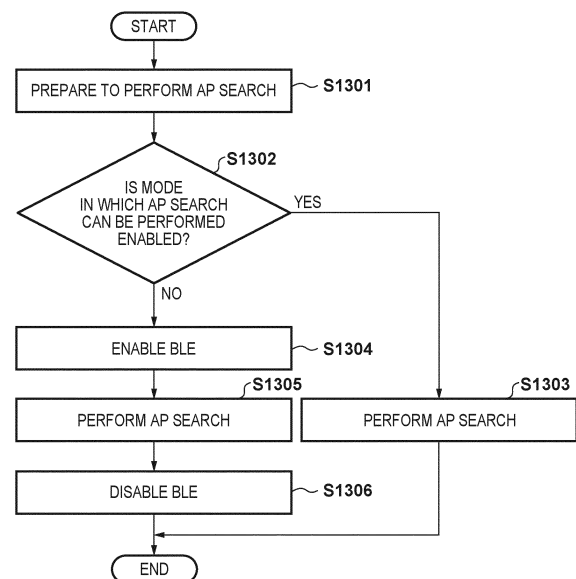 START
PREPARE TO PERFORM AP SEARCH
S1301
S1302
IS MODE
IN WHICH AP SEARCH
CAN BE PERFORMED
ENABLED?
YES
NO
ENABLE BLE
S1304
S1305
PERFORM AP SEARCH
S1303
PERFORM AP SEARCH
DISABLE BLE
S1306
END